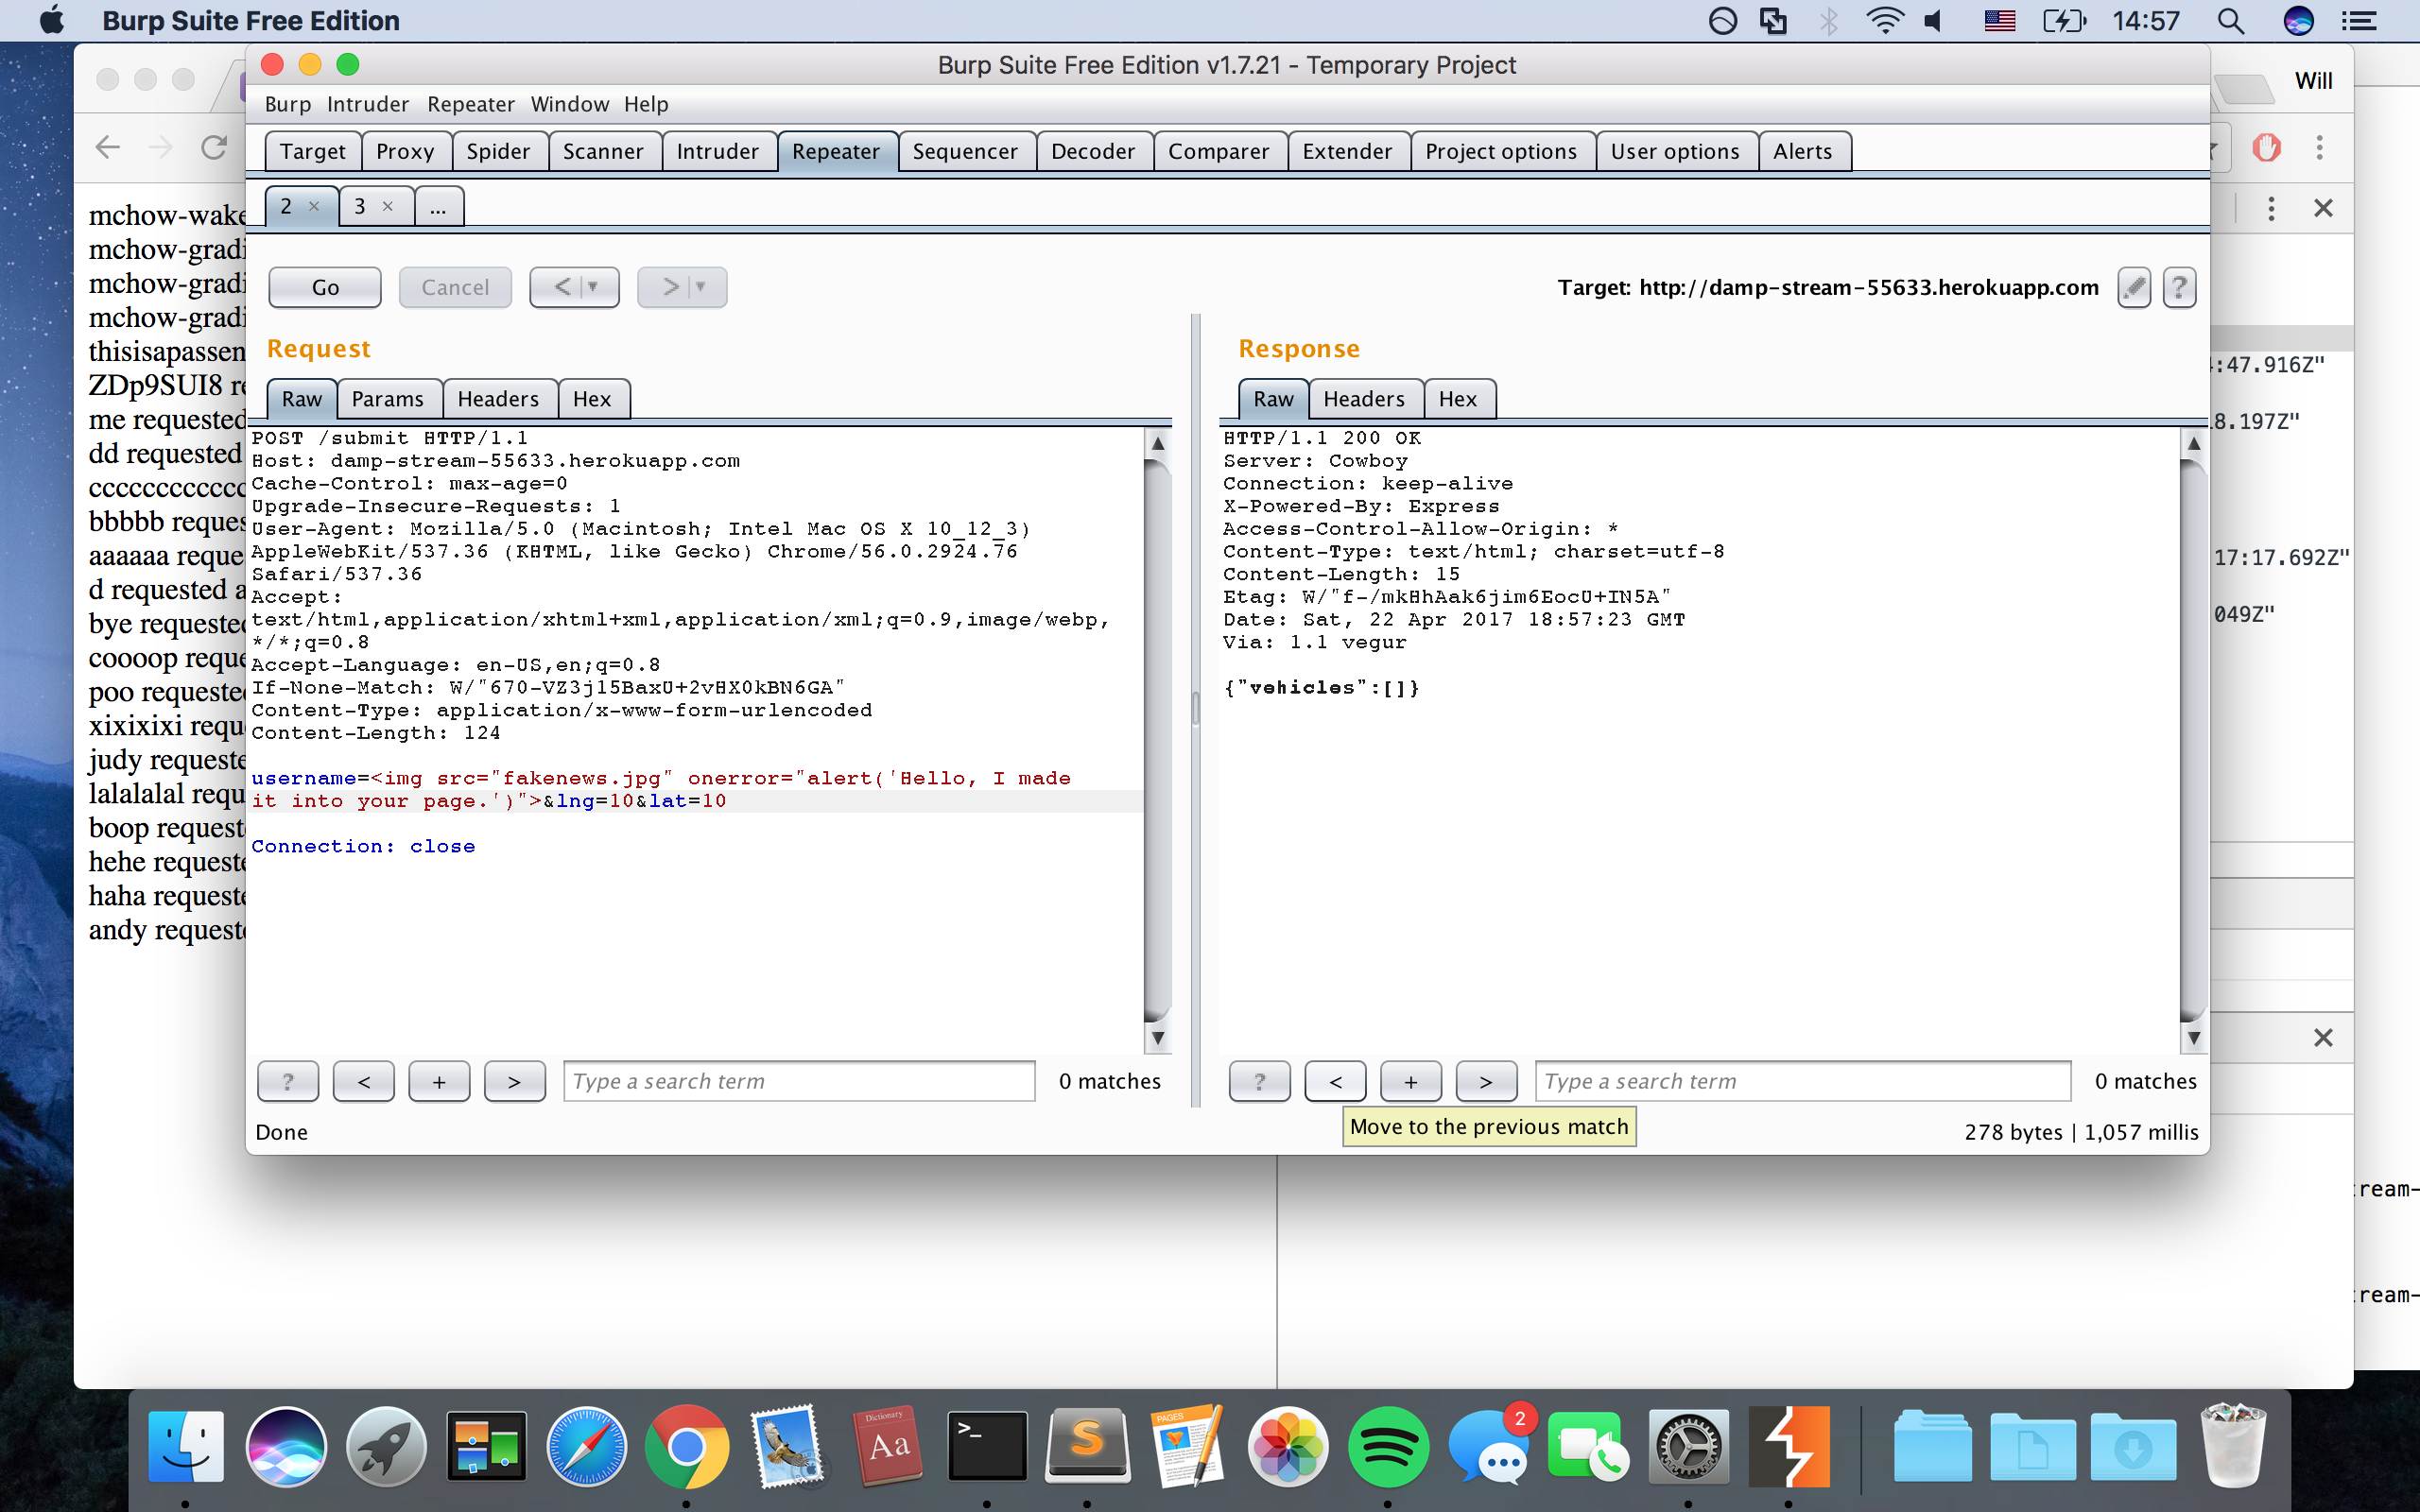 Burp Suite Free Edition
14:57
Burp Suite Free Edition v1.7.21 - Temporary Project
Will
Burp Intruder Repeater Window Help
Target Proxy Spider Scanner Intruder Repeater Sequencer Decoder Comparer Extender Project options User options Alerts
2 × 3 × ...
Go Cancel < >
Target: http://damp-stream-55633.herokuapp.com
?
Request
Raw Params Headers Hex
POST /submit HTTP/1.1
Host: damp-stream-55633.herokuapp.com
Cache-Control: max-age=0
Upgrade-Insecure-Requests: 1
User-Agent: Mozilla/5.0 (Macintosh; Intel Mac OS X 10_12_3)
AppleWebKit/537.36 (KHTML, like Gecko) Chrome/56.0.2924.76
Safari/537.36
Accept:
text/html,application/xhtml+xml,application/xml;q=0.9,image/webp,
*/*;q=0.8
Accept-Language: en-US,en;q=0.8
If-None-Match: W/"670-VZ3jl5BaxU+2vHX0kBN6GA"
Content-Type: application/x-www-form-urlencoded
Content-Length: 124
username=<img src="fakenews.jpg" onerror="alert('Hello, I made
it into your page.')">&lng=10&lat=10
Connection: close
? < + > Type a search term 0 matches
Done
Response
Raw Headers Hex
HTTP/1.1 200 OK
Server: Cowboy
Connection: keep-alive
X-Powered-By: Express
Access-Control-Allow-Origin: *
Content-Type: text/html; charset=utf-8
Content-Length: 15
Etag: W/"f-/mkHhAak6jim6EocU+IN5A"
Date: Sat, 22 Apr 2017 18:57:23 GMT
Via: 1.1 vegur
{"vehicles":[]}
? < + > Type a search term 0 matches
Move to the previous match
278 bytes | 1,057 millis
mchow-wake
mchow-gradi
mchow-gradi
mchow-gradi
thisisapassen
ZDp9SUI8 re
me requested
dd requested
cccccccccccc
bbbbb reques
aaaaaa reque
d requested a
bye requested
coooop reque
poo requested
xixixixi requ
judy requeste
lalalalal requ
boop request
hehe requeste
haha requeste
andy requeste
:47.916Z"
8.197Z"
17:17.692Z"
049Z"
ream-
ream-
Dictionary
Aa
>_
S
PAGES
2